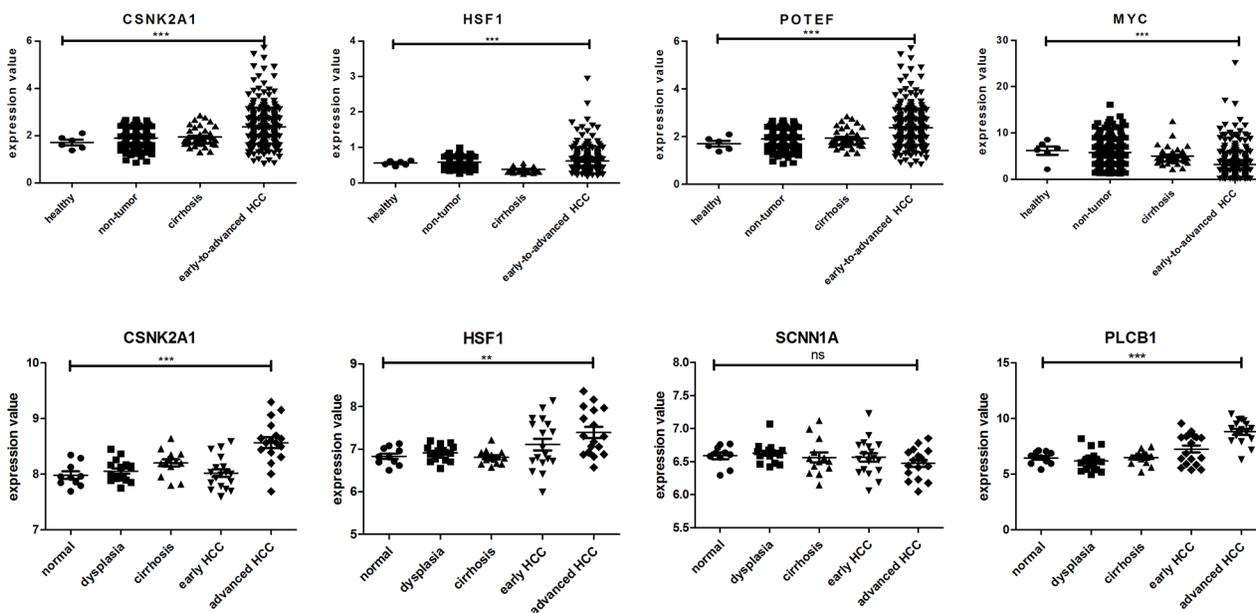 CSNK2A1
***
expression value
6
4
2
0
healthy
non-tumor
cirrhosis
early-to-advanced HCC
HSF1
***
expression value
4
3
2
1
0
healthy
non-tumor
cirrhosis
early-to-advanced HCC
POTEF
***
expression value
6
4
2
0
healthy
non-tumor
cirrhosis
early-to-advanced HCC
MYC
***
expression value
30
20
10
0
healthy
non-tumor
cirrhosis
early-to-advanced HCC
CSNK2A1
***
expression value
10
9
8
7
normal
dysplasia
cirrhosis
early HCC
advanced HCC
HSF1
**
expression value
9
8
7
6
5
normal
dysplasia
cirrhosis
early HCC
advanced HCC
SCNN1A
ns
expression value
8.0
7.5
7.0
6.5
6.0
5.5
normal
dysplasia
cirrhosis
early HCC
advanced HCC
PLCB1
***
expression value
15
10
5
0
normal
dysplasia
cirrhosis
early HCC
advanced HCC